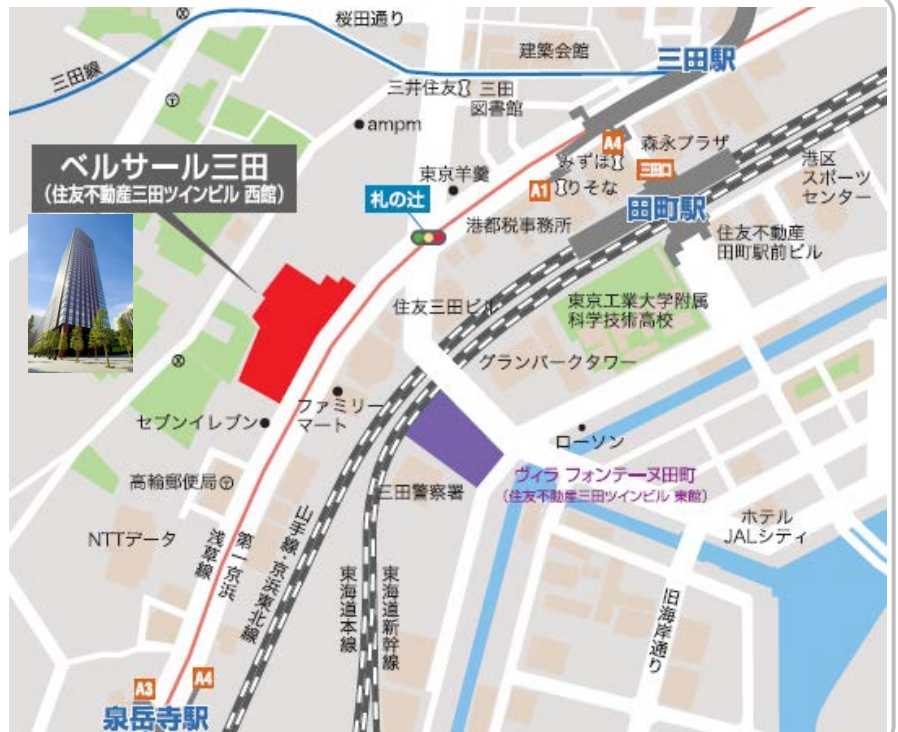 桜田通り
建築会館
三田駅
三田線
三井住友
三田
図書館
ampm
A4
森永プラザ
ベルサール三田
(住友不動産三田ツインビル 西館)
東京羊羹
みずほ
三田口
港区
スポーツ
センター
札の辻
A1
りそな
田町駅
港都税事務所
住友不動産
田町駅前ビル
住友三田ビル
東京工業大学附属
科学技術高校
グランパークタワー
ファミリー
マート
セブンイレブン
ローソン
ヴィラ フォンテーヌ田町
(住友不動産三田ツインビル 東館)
高輪郵便局
三田警察署
NTTデータ
ホテル
JALシティ
浅草線
第一京浜
山手線・京浜東北線
東海道本線
東海道新幹線
旧海岸通り
A3
A4
泉岳寺駅